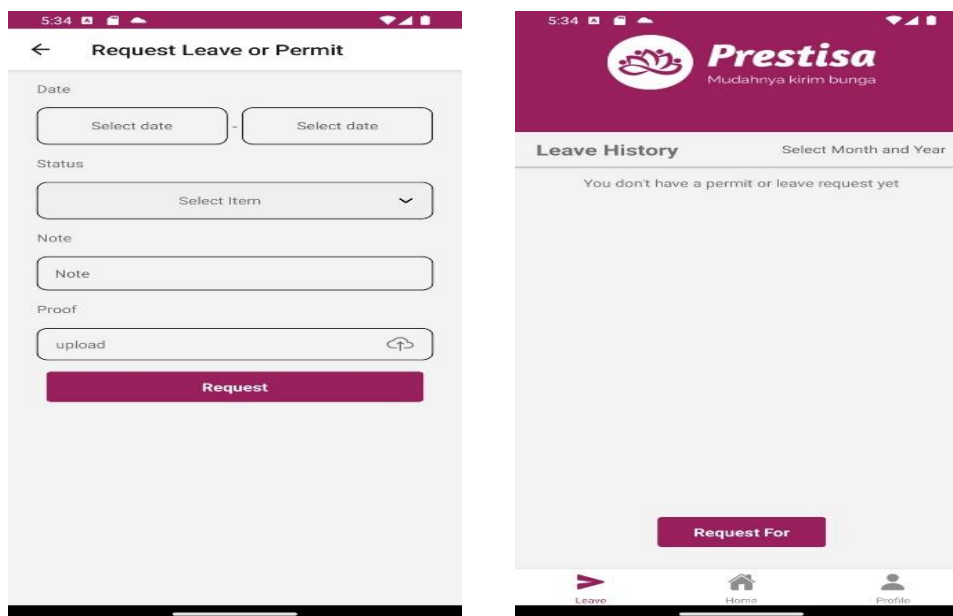 5:34
Request Leave or Permit
Date
Select date - Select date
Status
Select Item
Note
Note
Proof
upload
Request
5:34
Prestisa
Mudahnya kirim bunga
Leave History Select Month and Year
You don't have a permit or leave request yet
Request For
Leave Home Profile